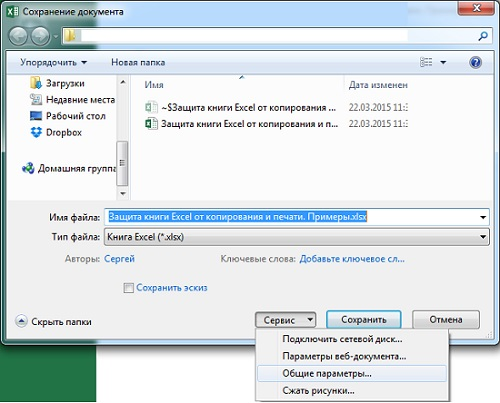 Сохранение документа
Упорядочить
Новая папка
Загрузки
Недавние места
Рабочий стол
Dropbox
Домашняя группа
Имя
Дата изменен
~$Защита книги Excel от копирования ...
22.03.2015 11:
Защита книги Excel от копирования и п...
22.03.2015 11:
Имя файла:
Защита книги Excel от копирования и печати. Примеры.xlsx
Тип файла:
Книга Excel (*.xlsx)
Авторы:
Сергей
Ключевые слова:
Добавьте ключевое сл...
Сохранить эскиз
Скрыть папки
Сервис
Сохранить
Отмена
Подключить сетевой диск...
Параметры веб-документа...
Общие параметры...
Сжать рисунки...